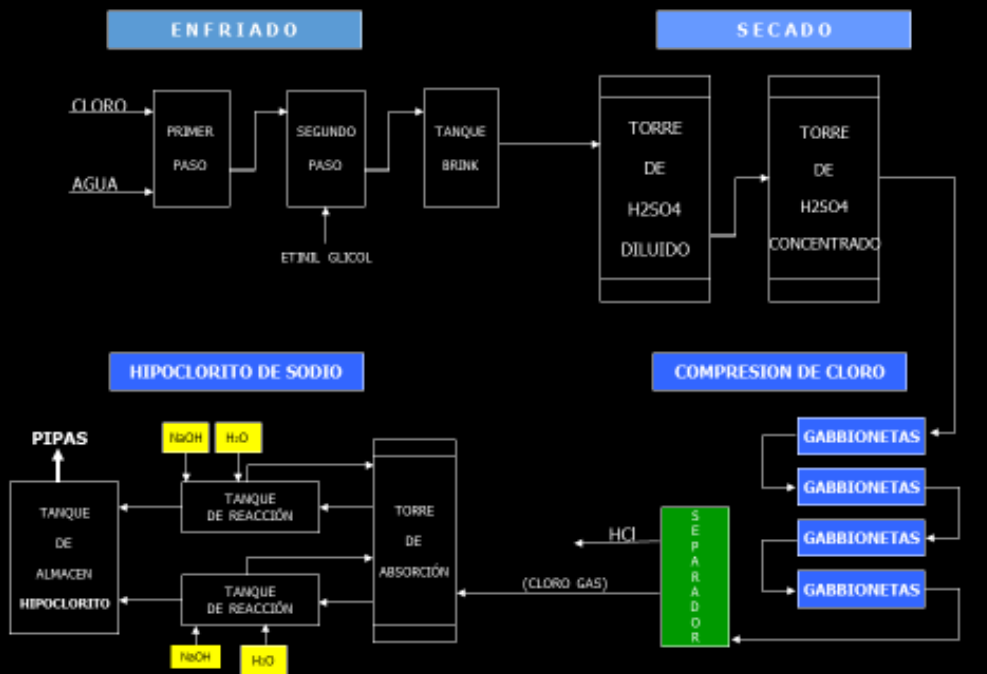 ENFRIADO
SECADO
CLORO
AGUA
PRIMER
PASO
SEGUNDO
PASO
ETINIL GLICOL
TANQUE
BRINK
TORRE
DE
H2SO4
DILUIDO
TORRE
DE
H2SO4
CONCENTRADO
HIPOCLORITO DE SODIO
COMPRESION DE CLORO
PIPAS
NaOH
H2O
TANQUE
DE REACCIÓN
TANQUE
DE
ALMACEN
HIPOCLORITO
TANQUE
DE REACCIÓN
NaOH
H2O
TORRE
DE
ABSORCIÓN
HCl
(CLORO GAS)
SEPARADOR
GABBIONETAS
GABBIONETAS
GABBIONETAS
GABBIONETAS